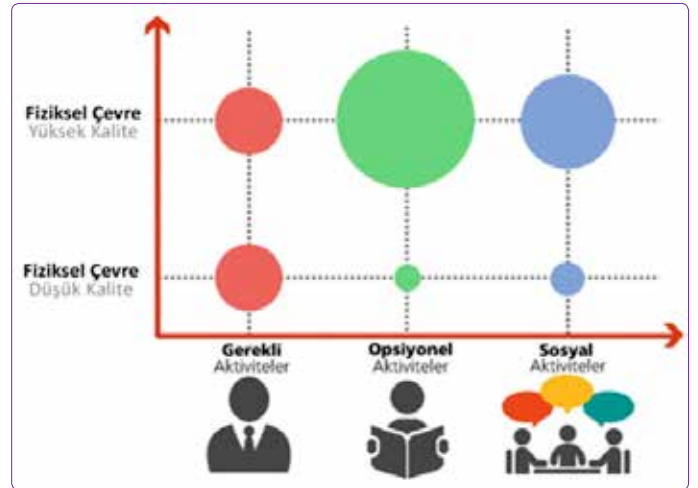 Fiziksel Çevre
Yüksek Kalite
Fiziksel Çevre
Düşük Kalite
Gerekli
Aktiviteler
Opsiyonel
Aktiviteler
Sosyal
Aktiviteler